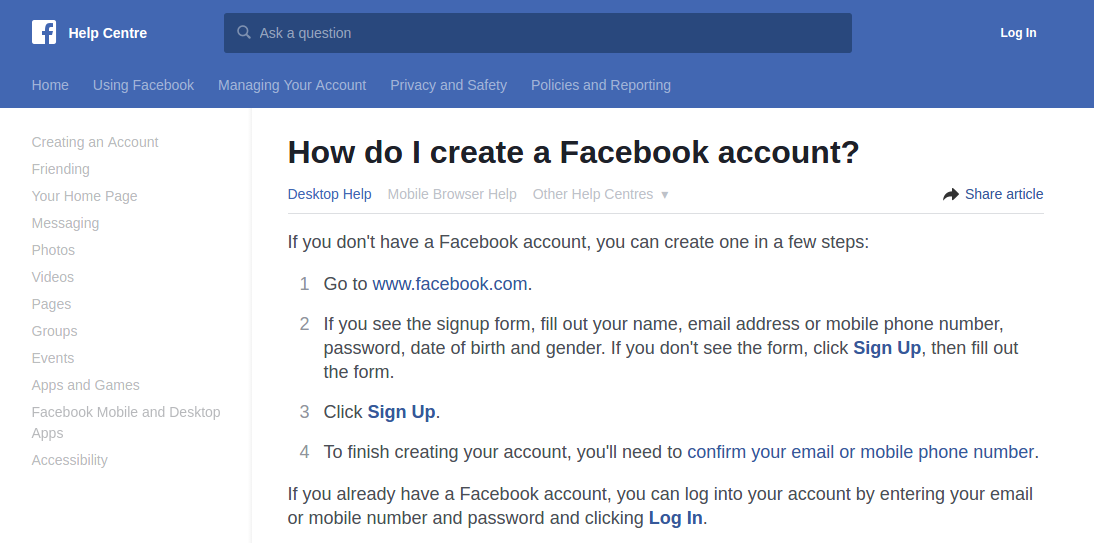 Help Centre
Ask a question
Log In
Home Using Facebook Managing Your Account Privacy and Safety Policies and Reporting
Creating an Account
Friending
Your Home Page
Messaging
Photos
Videos
Pages
Groups
Events
Apps and Games
Facebook Mobile and Desktop
Apps
Accessibility
How do I create a Facebook account?
Desktop Help Mobile Browser Help Other Help Centres ▼ Share article
If you don't have a Facebook account, you can create one in a few steps:
1 Go to www.facebook.com.
2 If you see the signup form, fill out your name, email address or mobile phone number,
password, date of birth and gender. If you don't see the form, click Sign Up, then fill out
the form.
3 Click Sign Up.
4 To finish creating your account, you'll need to confirm your email or mobile phone number.
If you already have a Facebook account, you can log into your account by entering your email
or mobile number and password and clicking Log In.